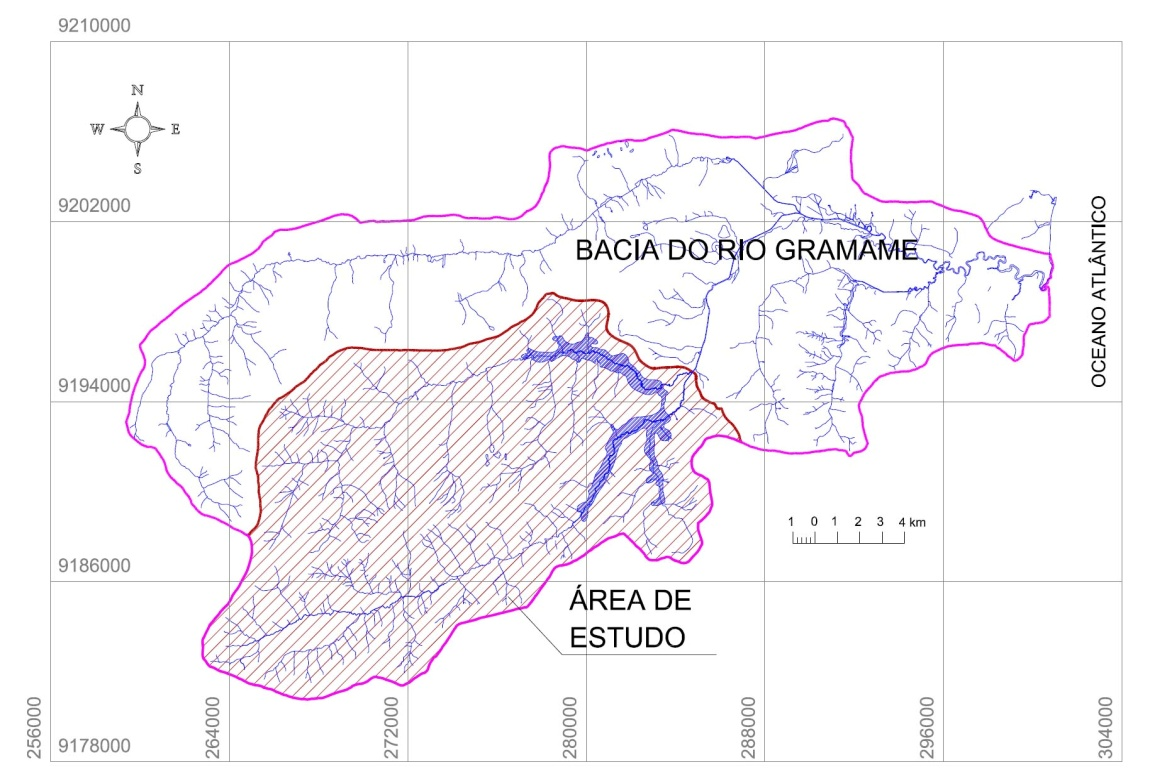 9210000
N
W
E
S
9202000
BACIA DO RIO GRAMAME
OCEANO ATLÂNTICO
9194000
1 0 1 2 3 4 km
9186000
ÁREA DE
ESTUDO
256000
264000
272000
280000
288000
296000
304000
9178000